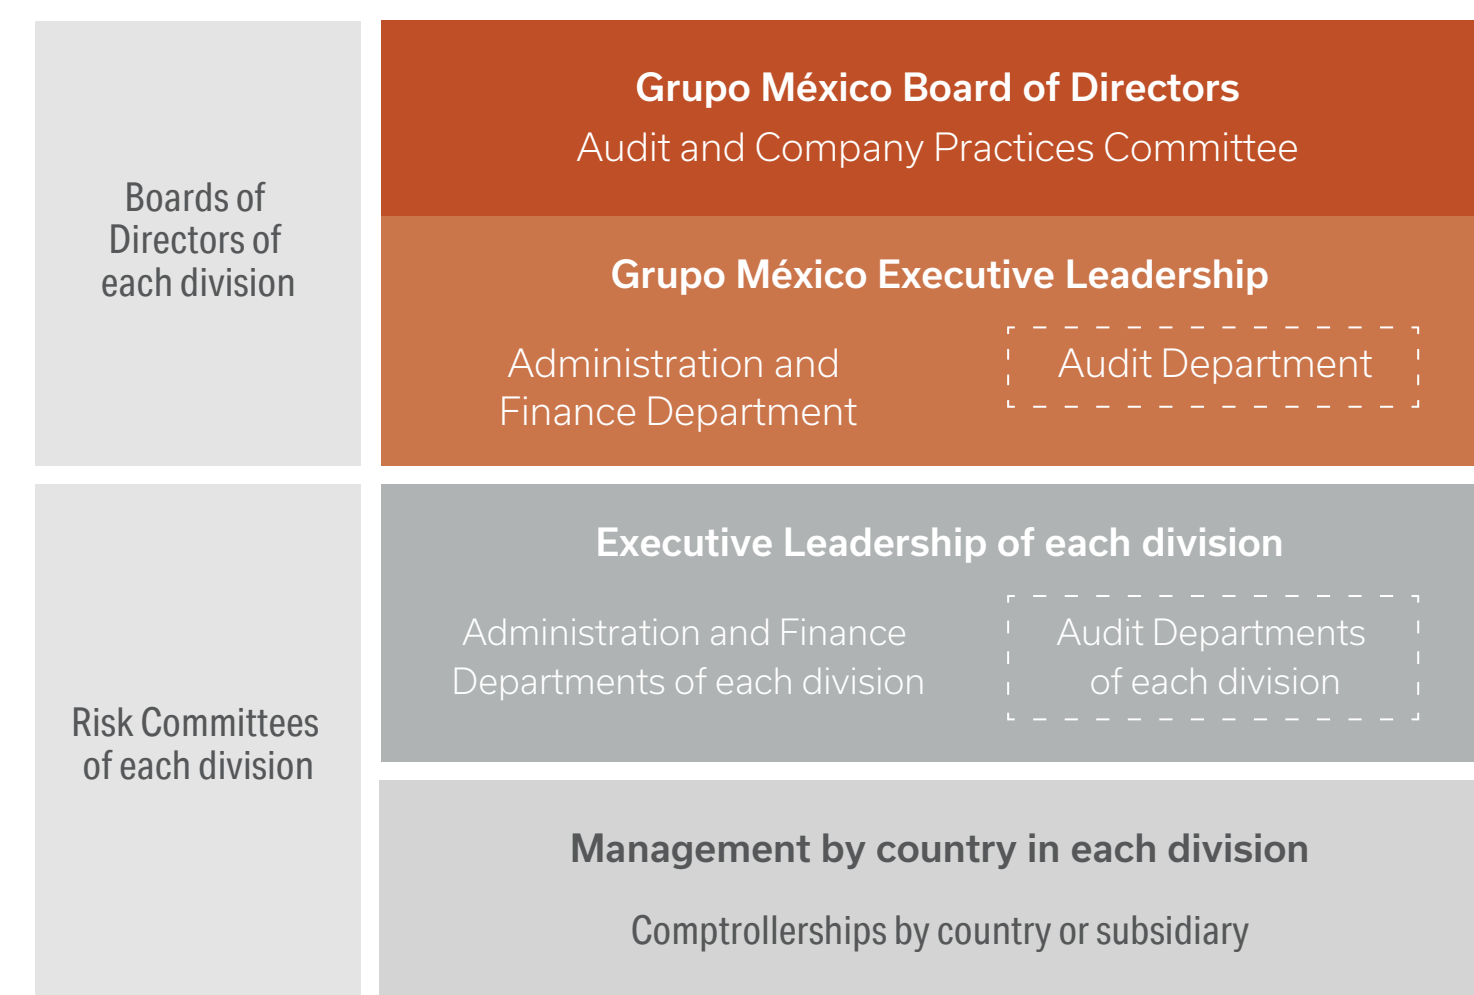 Boards of
Directors of
each division
Grupo México Board of Directors
Audit and Company Practices Committee
Grupo México Executive Leadership
Administration and
Finance Department
Audit Department
Risk Committees
of each division
Executive Leadership of each division
Administration and Finance
Departments of each division
Audit Departments
of each division
Management by country in each division
Comptrollerships by country or subsidiary